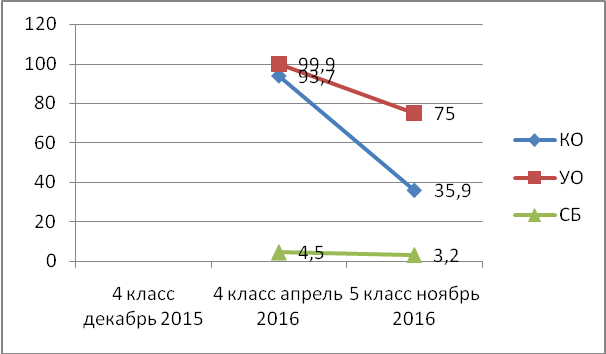 120
100
80
60
40
20
0
99,9
93,7
75
35,9
4,5
3,2
4 класс
декабрь 2015
4 класс апрель
2016
5 класс ноябрь
2016
КО
УО
СБ